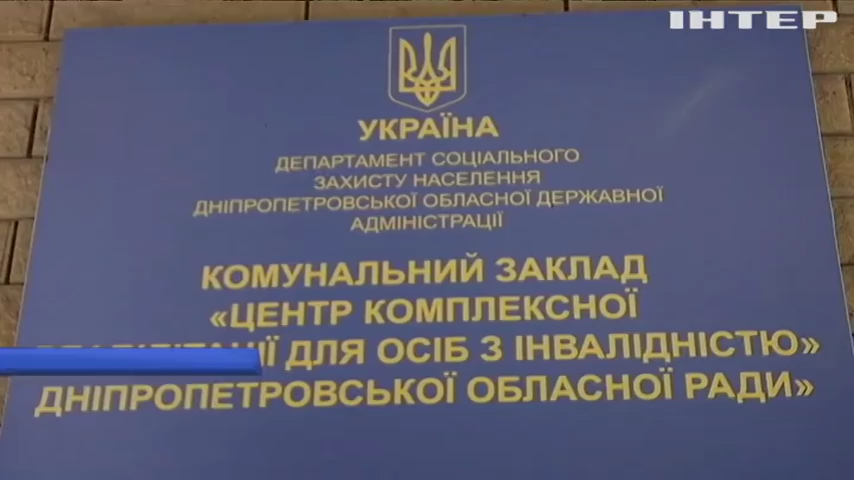 ІНТЕР
УКРАЇНА
ДЕПАРТАМЕНТ СОЦІАЛЬНОГО
ЗАХИСТУ НАСЕЛЕННЯ
ДНІПРОПЕТРОВСЬКОЇ ОБЛАСНОЇ ДЕРЖАВНОЇ
АДМІНІСТРАЦІЇ
КОМУНАЛЬНИЙ ЗАКЛАД
«ЦЕНТР КОМПЛЕКСНОЇ
ДЛЯ ОСІБ З ІНВАЛІДНІСТЮ»
ДНІПРОПЕТРОВСЬКОЇ ОБЛАСНОЇ РАДИ»